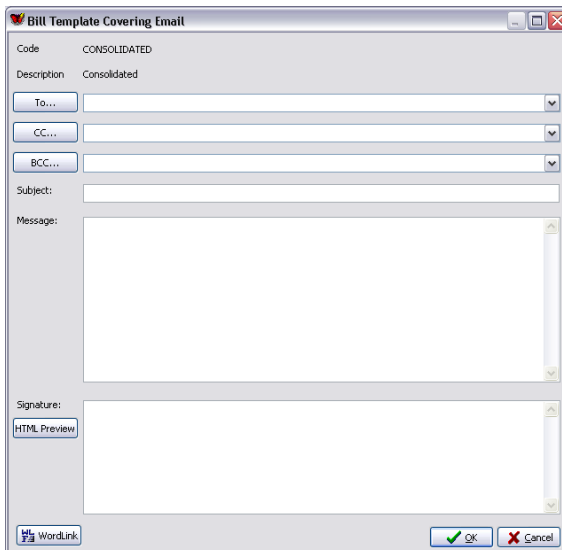 Bill Template Covering Email
Code CONSOLIDATED
Description Consolidated
To...
CC...
BCC...
Subject:
Message:
Signature:
HTML Preview
WordLink
OK Cancel